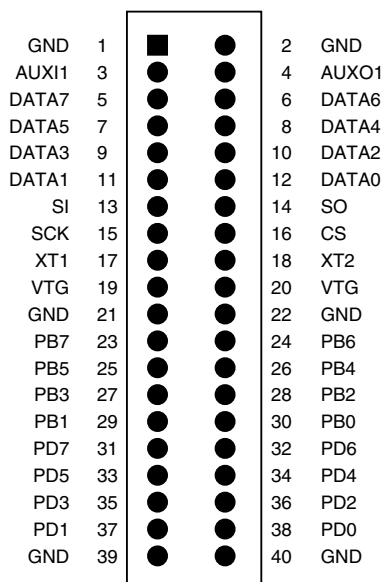 GND 1 2 GND
AUXI1 3 4 AUXO1
DATA7 5 6 DATA6
DATA5 7 8 DATA4
DATA3 9 10 DATA2
DATA1 11 12 DATA0
SI 13 14 SO
SCK 15 16 CS
XT1 17 18 XT2
VTG 19 20 VTG
GND 21 22 GND
PB7 23 24 PB6
PB5 25 26 PB4
PB3 27 28 PB2
PB1 29 30 PB0
PD7 31 32 PD6
PD5 33 34 PD4
PD3 35 36 PD2
PD1 37 38 PD0
GND 39 40 GND